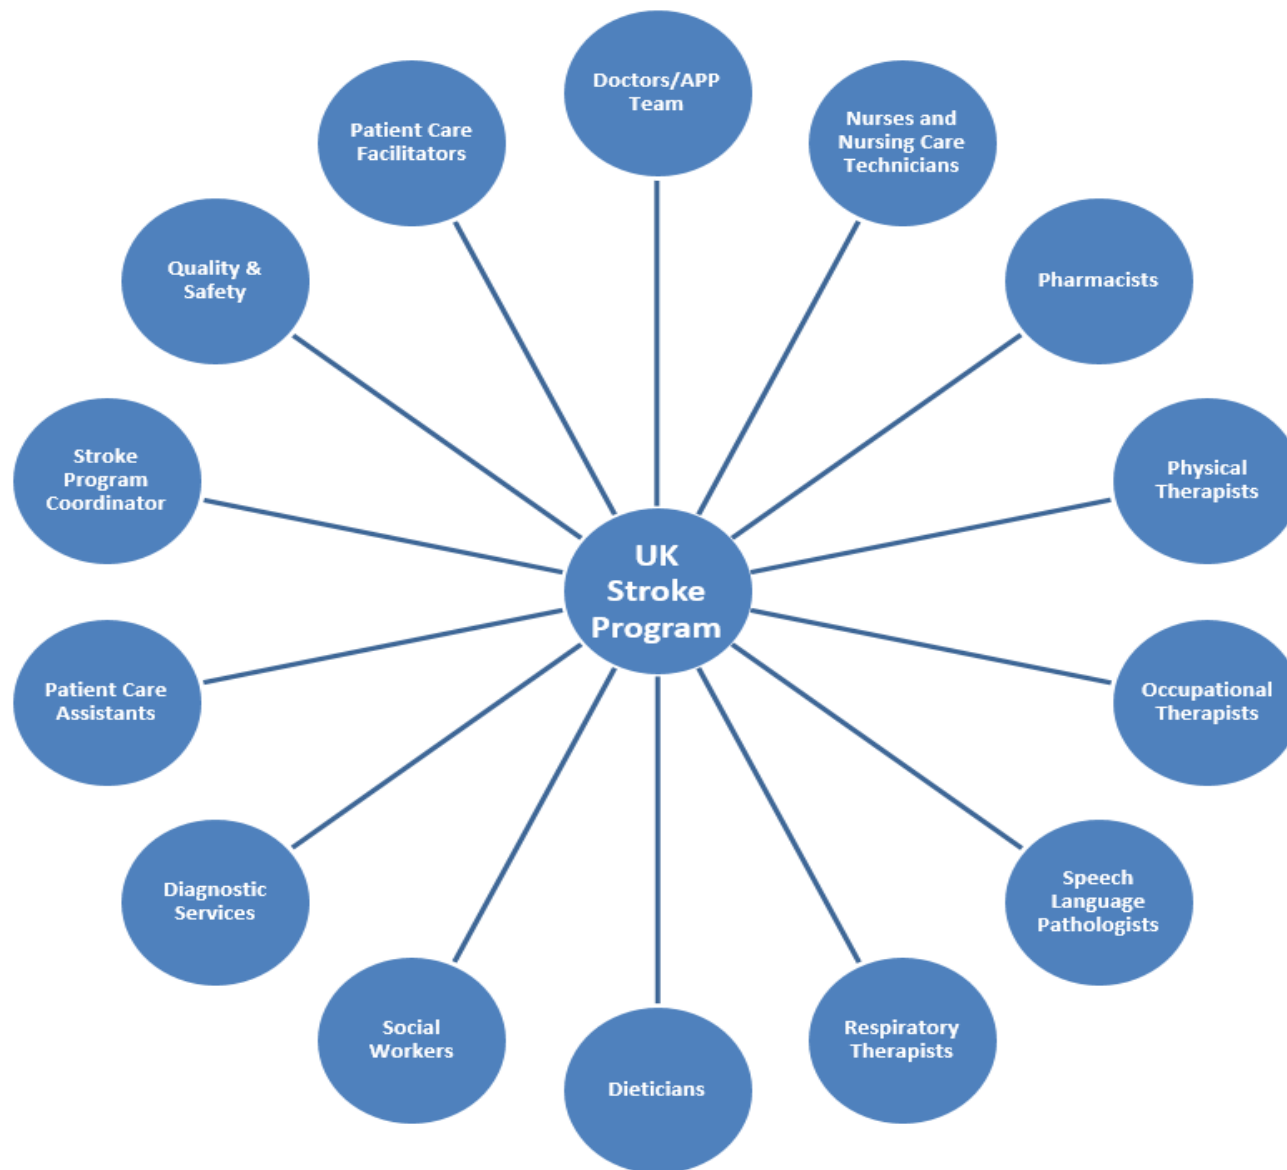 Doctors/APP
Team
Nurses and
Nursing Care
Technicians
Pharmacists
Physical
Therapists
Occupational
Therapists
Speech
Language
Pathologists
Respiratory
Therapists
Dieticians
Social
Workers
Diagnostic
Services
Patient Care
Assistants
Stroke
Program
Coordinator
Quality &
Safety
Patient Care
Facilitators
UK
Stroke
Program